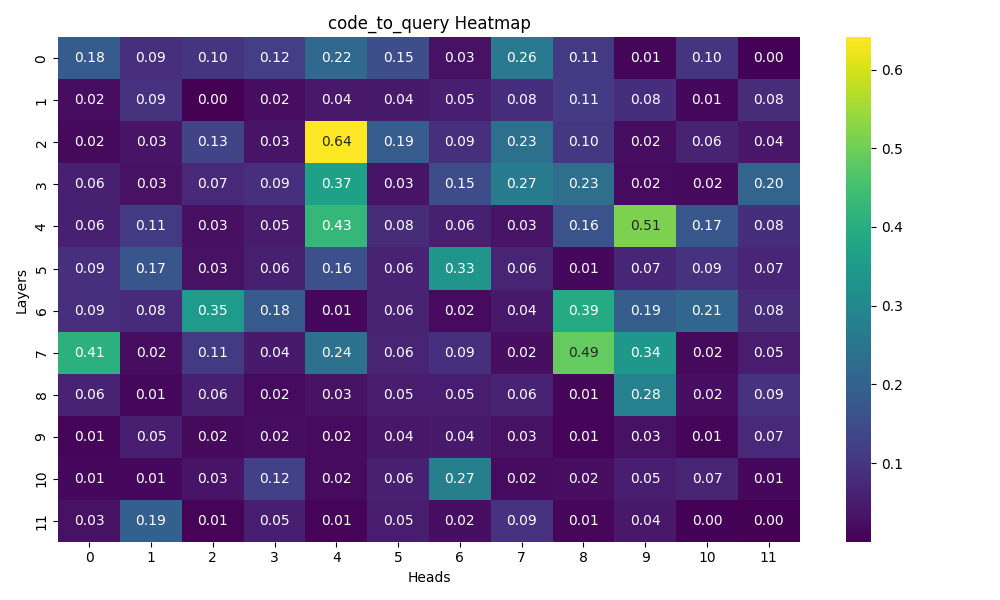 code_to_query Heatmap
0 0.18 0.09 0.10 0.12 0.22 0.15 0.03 0.26 0.11 0.01 0.10 0.00
1 0.02 0.09 0.00 0.02 0.04 0.04 0.05 0.08 0.11 0.08 0.01 0.08
2 0.02 0.03 0.13 0.03 0.64 0.19 0.09 0.23 0.10 0.02 0.06 0.04
3 0.06 0.03 0.07 0.09 0.37 0.03 0.15 0.27 0.23 0.02 0.02 0.20
4 0.06 0.11 0.03 0.05 0.43 0.08 0.06 0.03 0.16 0.51 0.17 0.08
5 0.09 0.17 0.03 0.06 0.16 0.06 0.33 0.06 0.01 0.07 0.09 0.07
6 0.09 0.08 0.35 0.18 0.01 0.06 0.02 0.04 0.39 0.19 0.21 0.08
7 0.41 0.02 0.11 0.04 0.24 0.06 0.09 0.02 0.49 0.34 0.02 0.05
8 0.06 0.01 0.06 0.02 0.03 0.05 0.05 0.06 0.01 0.28 0.02 0.09
9 0.01 0.05 0.02 0.02 0.02 0.04 0.04 0.03 0.01 0.03 0.01 0.07
10 0.01 0.01 0.03 0.12 0.02 0.06 0.27 0.02 0.02 0.05 0.07 0.01
11 0.03 0.19 0.01 0.05 0.01 0.05 0.02 0.09 0.01 0.04 0.00 0.00
0 1 2 3 4 5 6 7 8 9 10 11
Heads
Layers
0.6
0.5
0.4
0.3
0.2
0.1